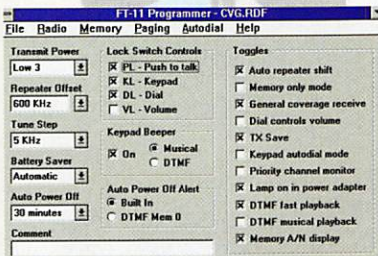 FT-11 Programmer - CVG.RDF
File Radio Memory Paging Autodial Help
Transmit Power
Low 3
Repeater Offset
600 KHz
Tune Step
5 KHz
Battery Saver
Automatic
Auto Power Off
30 minutes
Comment
Lock Switch Controls
PL - Push to talk
KL - Keypad
DL - Dial
VL - Volume
Keypad Beeper
On
Musical
DTMF
Auto Power Off Alert
Built In
DTMF Mem 0
Toggles
Auto repeater shift
Memory only mode
General coverage receive
Dial controls volume
TX Save
Keypad autodial mode
Priority channel monitor
Lamp on in power adapter
DTMF fast playback
DTMF musical playback
Memory A/N display